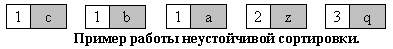 1 c 1 b 1 a 2 z 3 q
Пример работы неустойчивой сортировки.